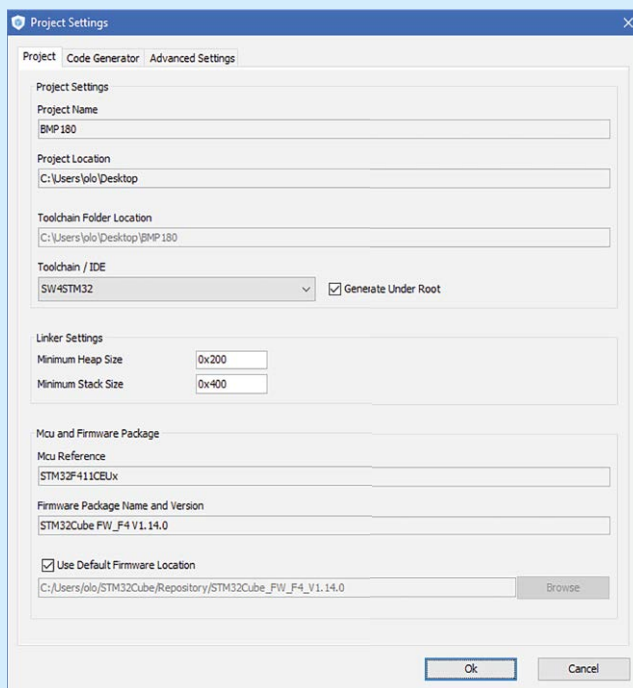 Project Settings
Project Code Generator Advanced Settings
Project Settings
Project Name
BMP180
Project Location
C:\Users\olo\Desktop
Toolchain Folder Location
C:\Users\olo\Desktop\BMP180
Toolchain / IDE
SW4STM32 Generate Under Root
Linker Settings
Minimum Heap Size 0x200
Minimum Stack Size 0x400
Mcu and Firmware Package
Mcu Reference
STM32F411CEUx
Firmware Package Name and Version
STM32Cube FW_F4 V1.14.0
Use Default Firmware Location
C:/Users/olo/STM32Cube/Repository/STM32Cube_FW_F4_V1.14.0 Browse
Ok Cancel